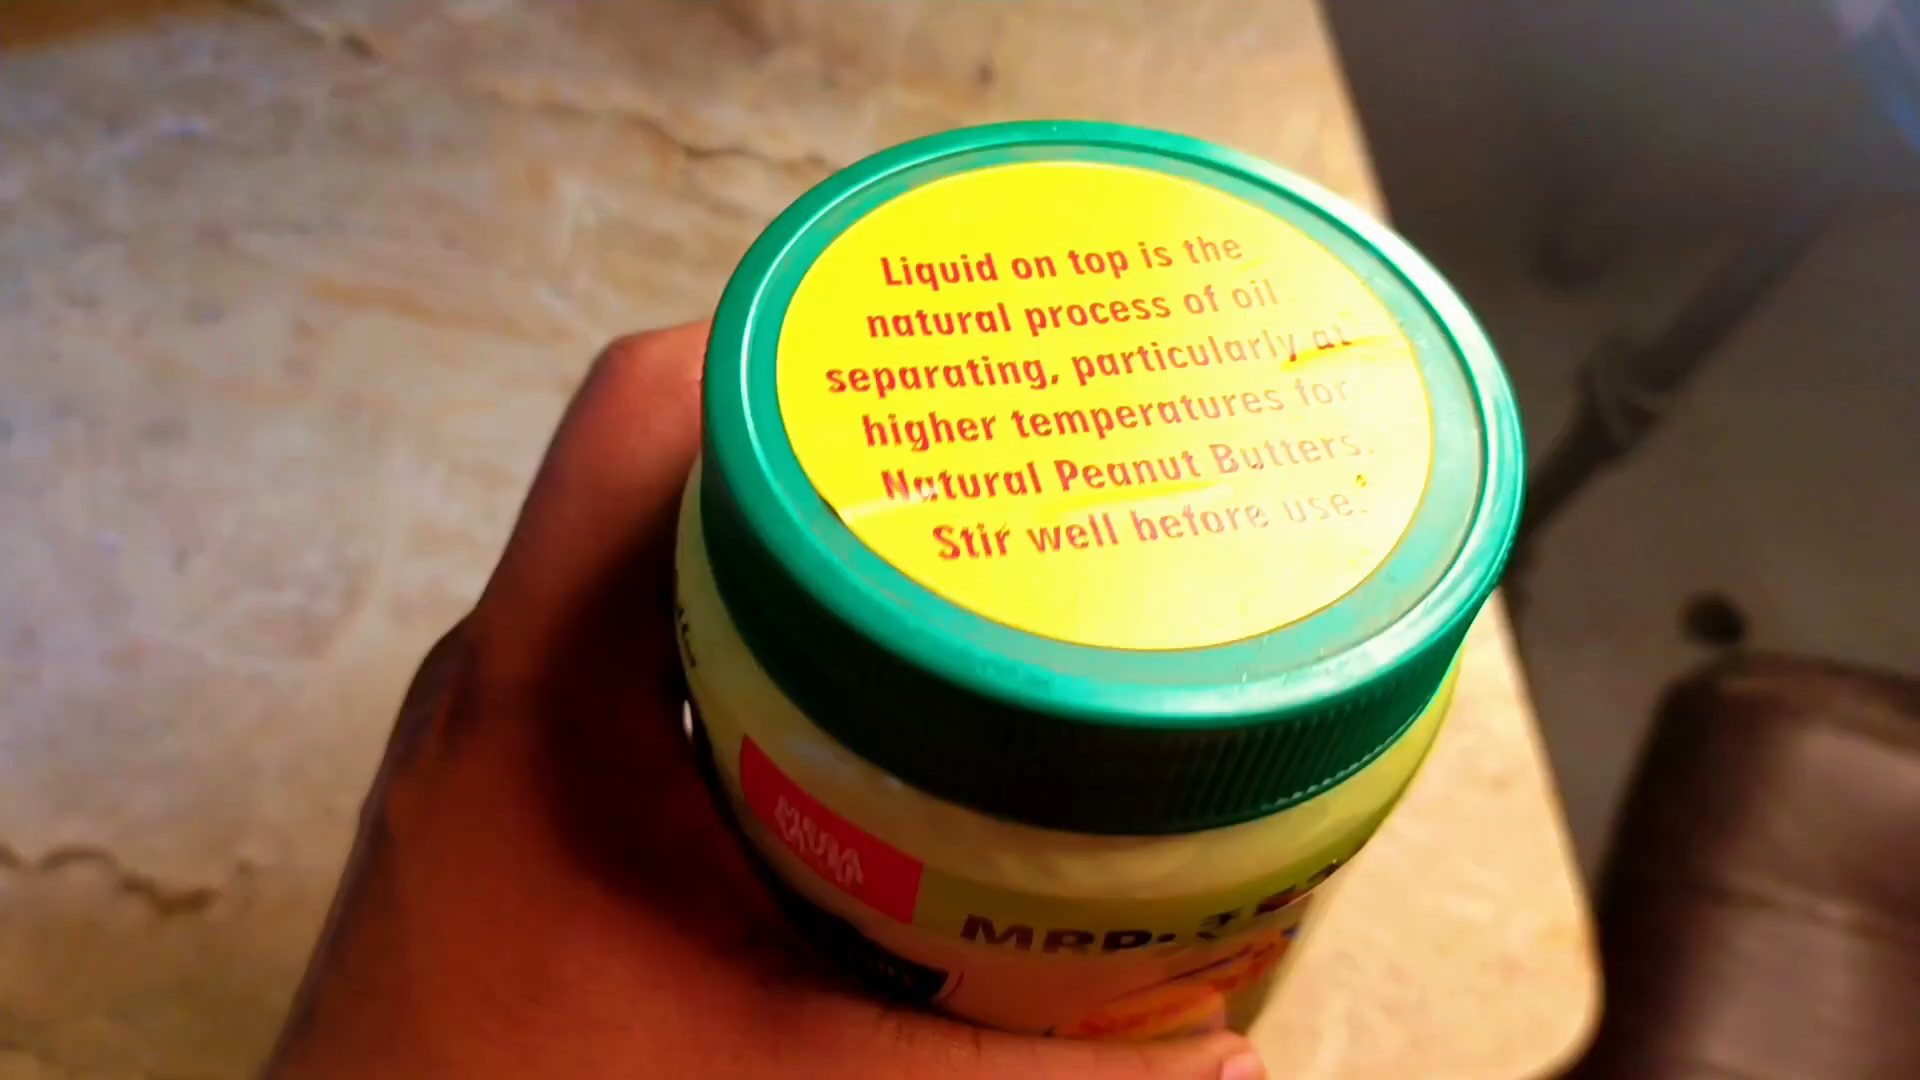 Liquid on top is the
natural process of oil
separating, particularly at
higher temperatures for
Natural Peanut Butters.
Stir well before use.
MRP: